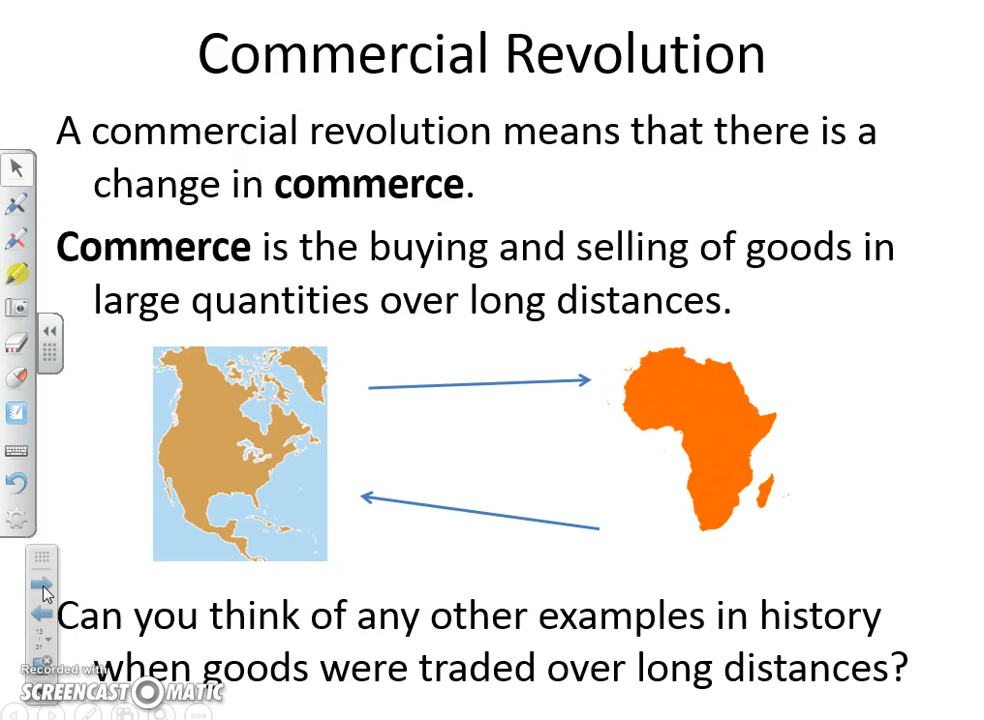 Commercial Revolution
A commercial revolution means that there is a
change in commerce.
Commerce is the buying and selling of goods in
large quantities over long distances.
Can you think of any other examples in history
when goods were traded over long distances?
13
21
Recorded with
SCREENCAST MATIC